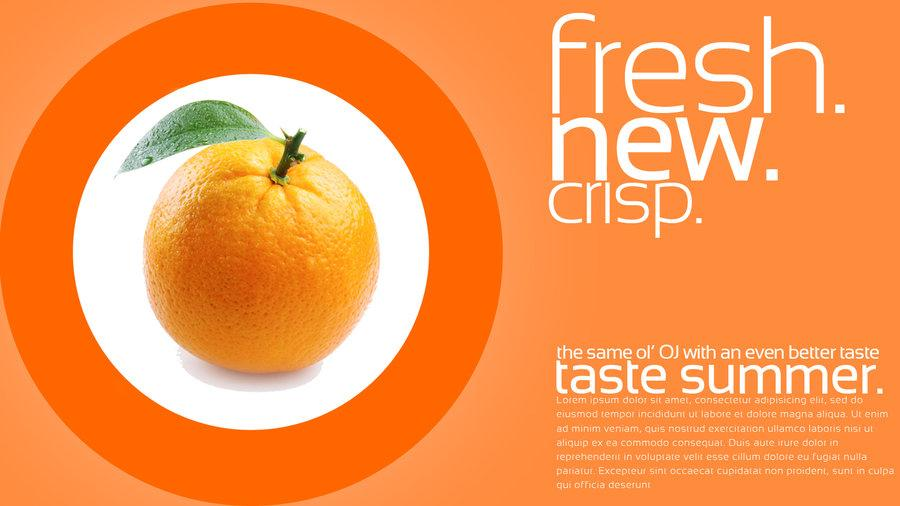 fresh.
new.
crisp.
the same ol' OJ with an even better taste
taste summer.
Lorem ipsum dolor sit amet, consectetur adipisicing elit, sed do
eiusmod tempor incididunt ut labore et dolore magna aliqua. Ut enim
ad minim veniam, quis nostrud exercitation ullamco laboris nisi ut
aliquip ex ea commodo consequat. Duis aute irure dolor in
reprehenderit in voluptate velit esse cillum dolore eu fugiat nulla
pariatur. Excepteur sint occaecat cupidatat non proident, sunt in culpa
qui officia deserunt